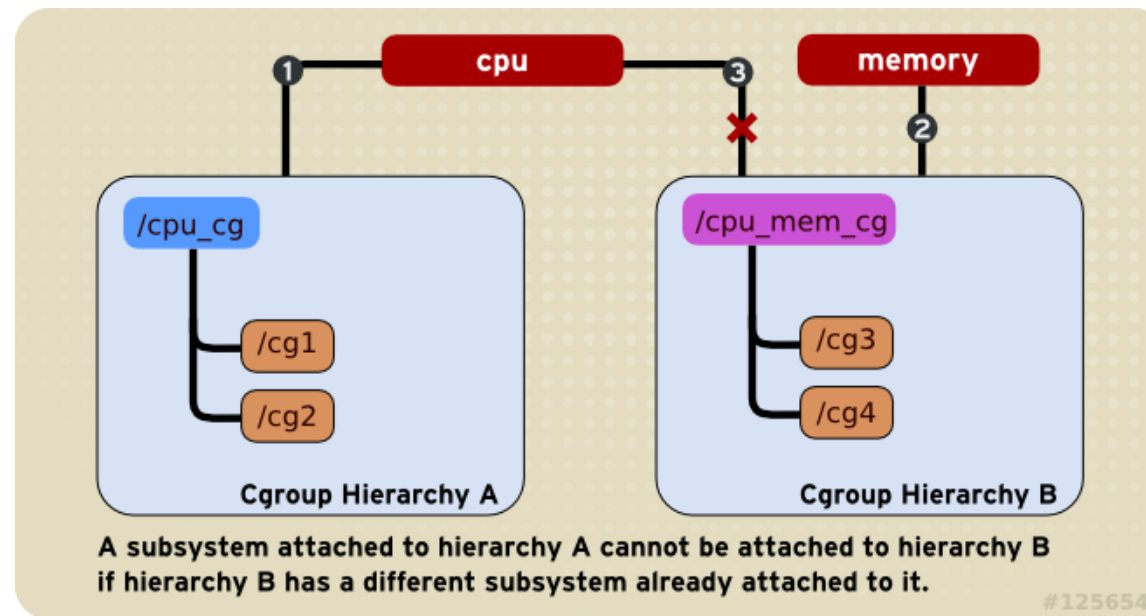 1
cpu
3
memory
2
/cpu_cg
/cpu_mem_cg
/cg1
/cg3
/cg2
/cg4
Cgroup Hierarchy A
Cgroup Hierarchy B
A subsystem attached to hierarchy A cannot be attached to hierarchy B
if hierarchy B has a different subsystem already attached to it.
#125654